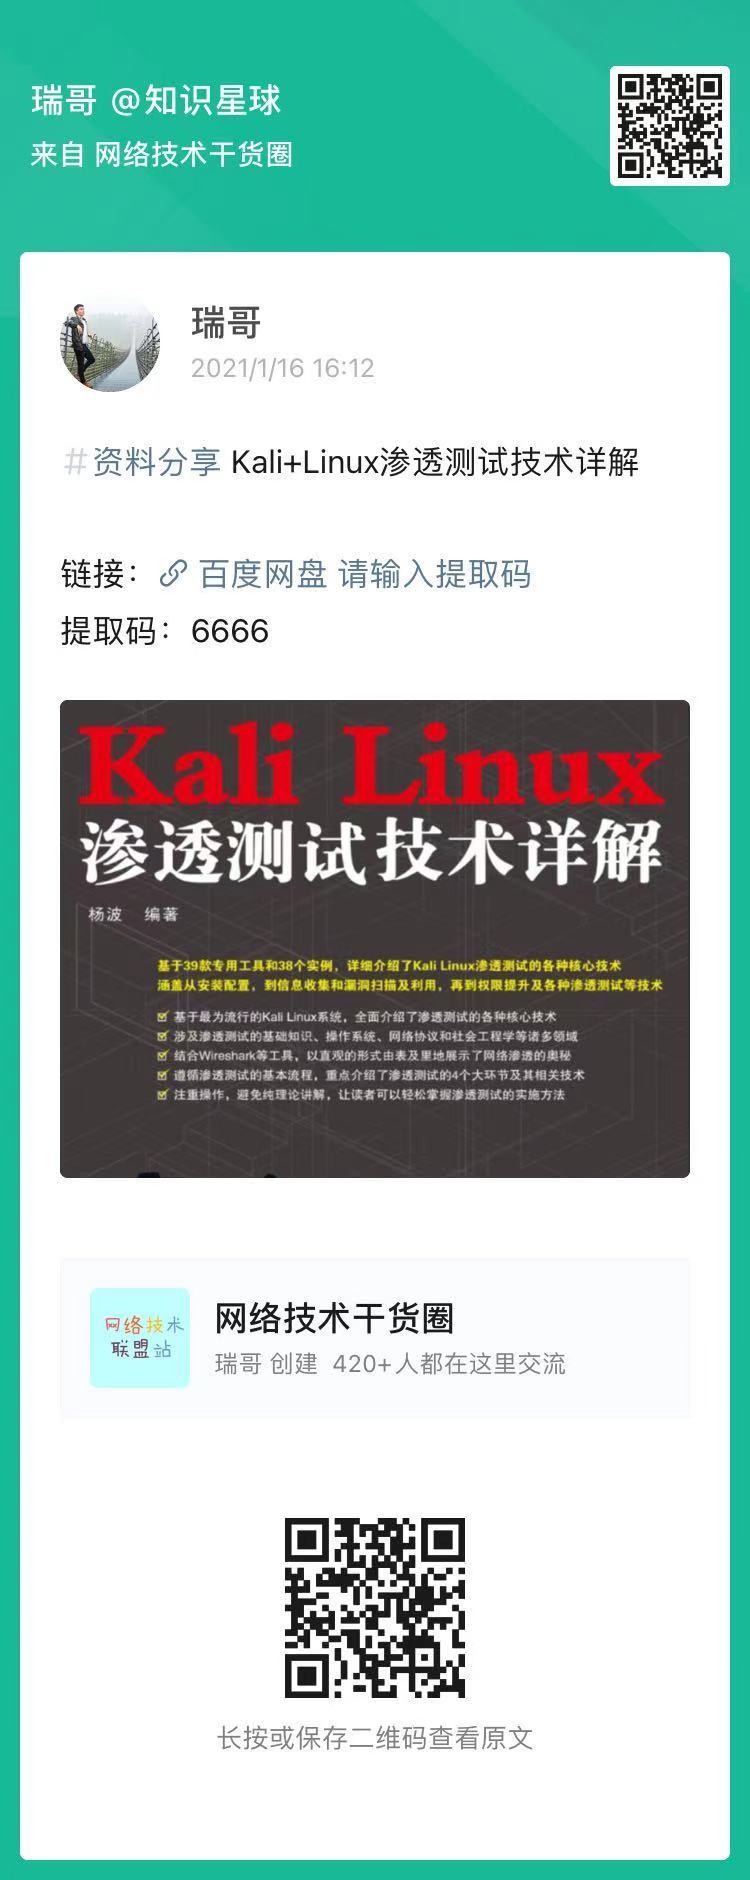 瑞哥 @知识星球
来自 网络技术干货圈
瑞哥
2021/1/16 16:12
#资料分享 Kali+Linux渗透测试技术详解
链接： 百度网盘 请输入提取码
提取码：6666
Kali Linux
渗透测试技术详解
杨波 编著
基于39款专用工具和38个实例，详细介绍了Kali Linux渗透测试的各种核心技术
涵盖从安装配置，到信息收集和漏洞扫描及利用，再到权限提升及各种渗透测试等技术
基于最为流行的Kali Linux系统，全面介绍了渗透测试的各种核心技术
涉及渗透测试的基础知识、操作系统、网络协议和社会工程学等诸多领域
结合Wireshark等工具，以直观的形式由表及里地展示了网络渗透的奥秘
遵循渗透测试的基本流程，重点介绍了渗透测试的4个大环节及其相关技术
注重操作，避免纯理论讲解，让读者可以轻松掌握渗透测试的实施方法
网络技术
联盟站
网络技术干货圈
瑞哥 创建 420+人都在这里交流
长按或保存二维码查看原文